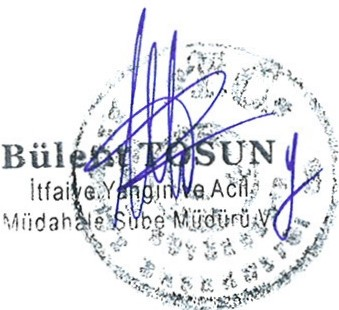 T.C.
Bülent TOSUN
İtfaiye Yangın Ve Acil
Müdahale Şube Müdürü V.